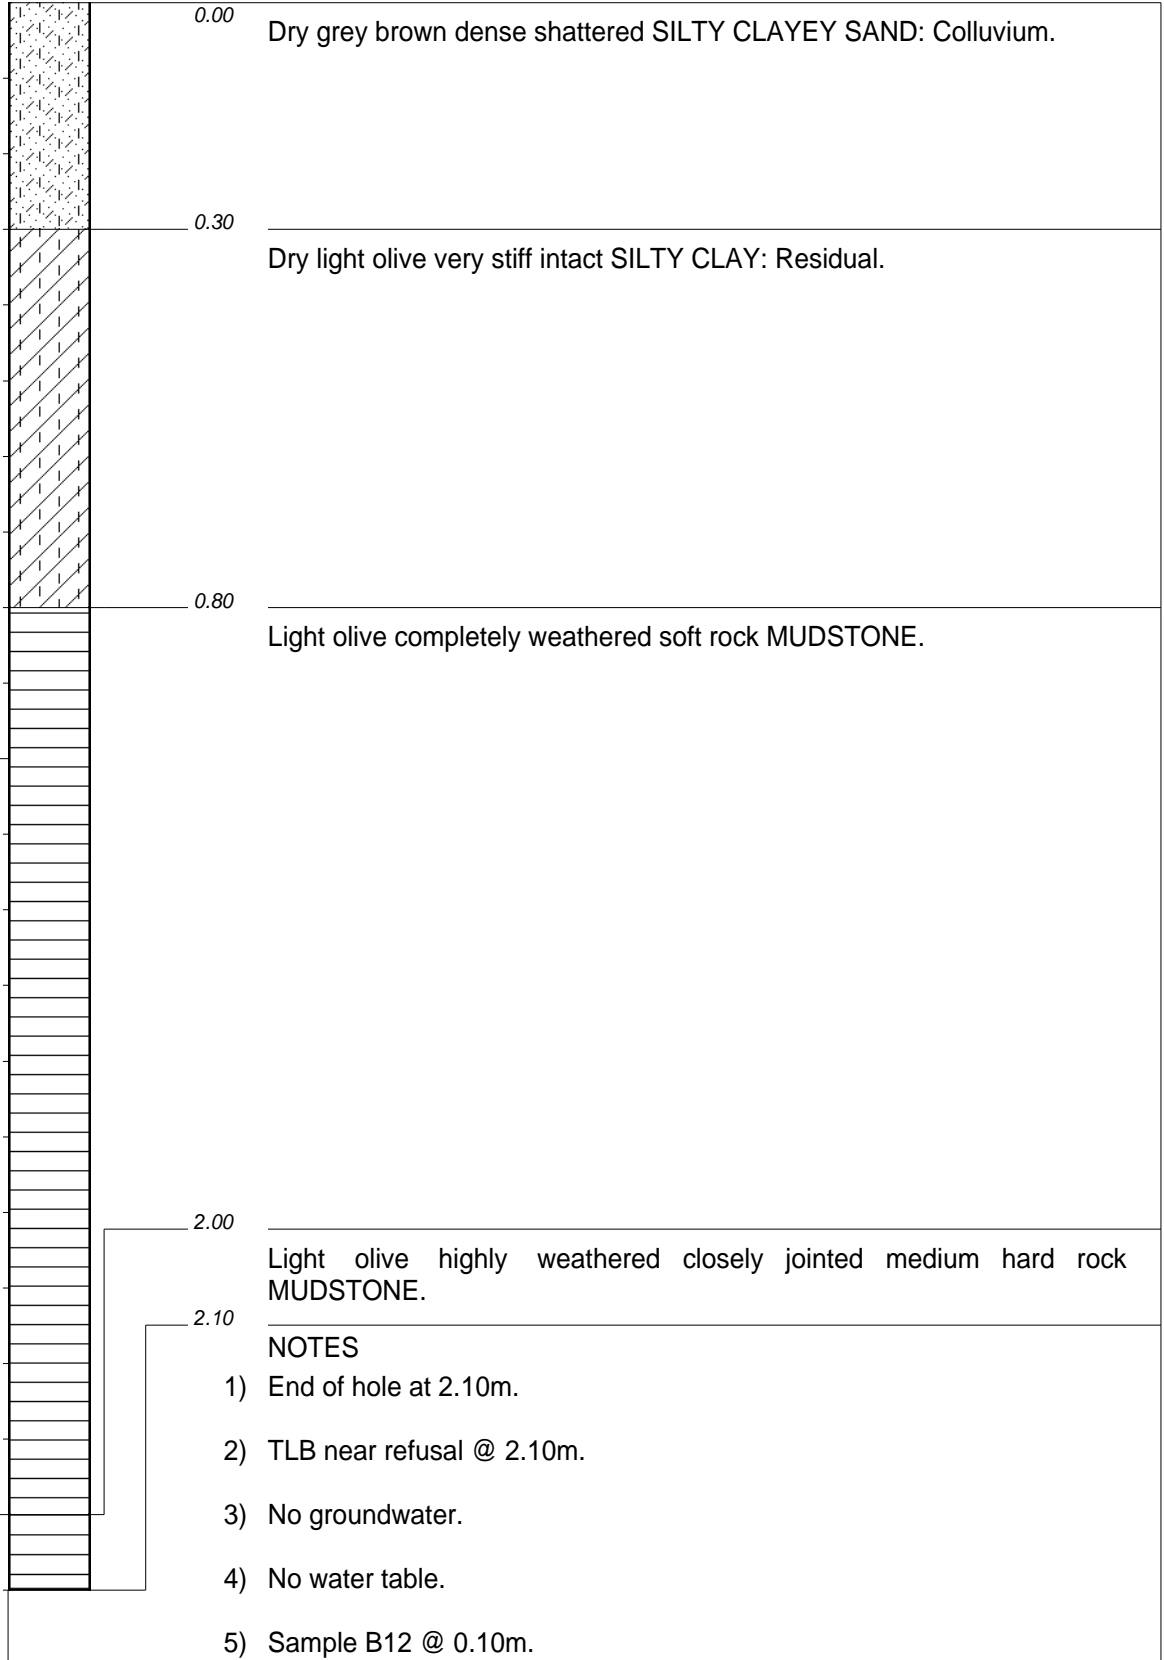 0.00
Dry grey brown dense shattered SILTY CLAYEY SAND: Colluvium.
0.30
Dry light olive very stiff intact SILTY CLAY: Residual.
0.80
Light olive completely weathered soft rock MUDSTONE.
2.00
Light olive highly weathered closely jointed medium hard rock
MUDSTONE.
2.10
NOTES
1) End of hole at 2.10m.
2) TLB near refusal @ 2.10m.
3) No groundwater.
4) No water table.
5) Sample B12 @ 0.10m.